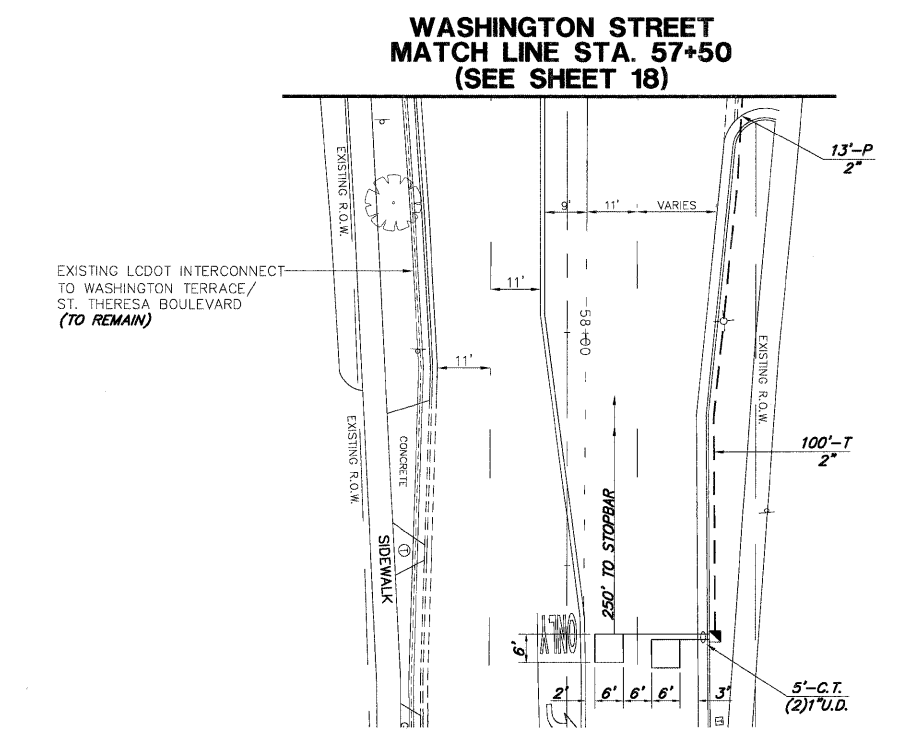 WASHINGTON STREET
MATCH LINE STA. 57+50
(SEE SHEET 18)
13'-P
2"
EXISTING R.O.W.
9'
11'
VARIES
EXISTING LCDOT INTERCONNECT
TO WASHINGTON TERRACE/
ST. THERESA BOULEVARD
(TO REMAIN)
11'
58+00
11'
EXISTING R.O.W.
EXISTING R.O.W.
CONCRETE
100'-T
2"
250' TO STOPBAR
SIDEWALK
T
ONLY
6'
2'
6'
6'
6'
3'
5'-C.T.
(2)1"U.D.